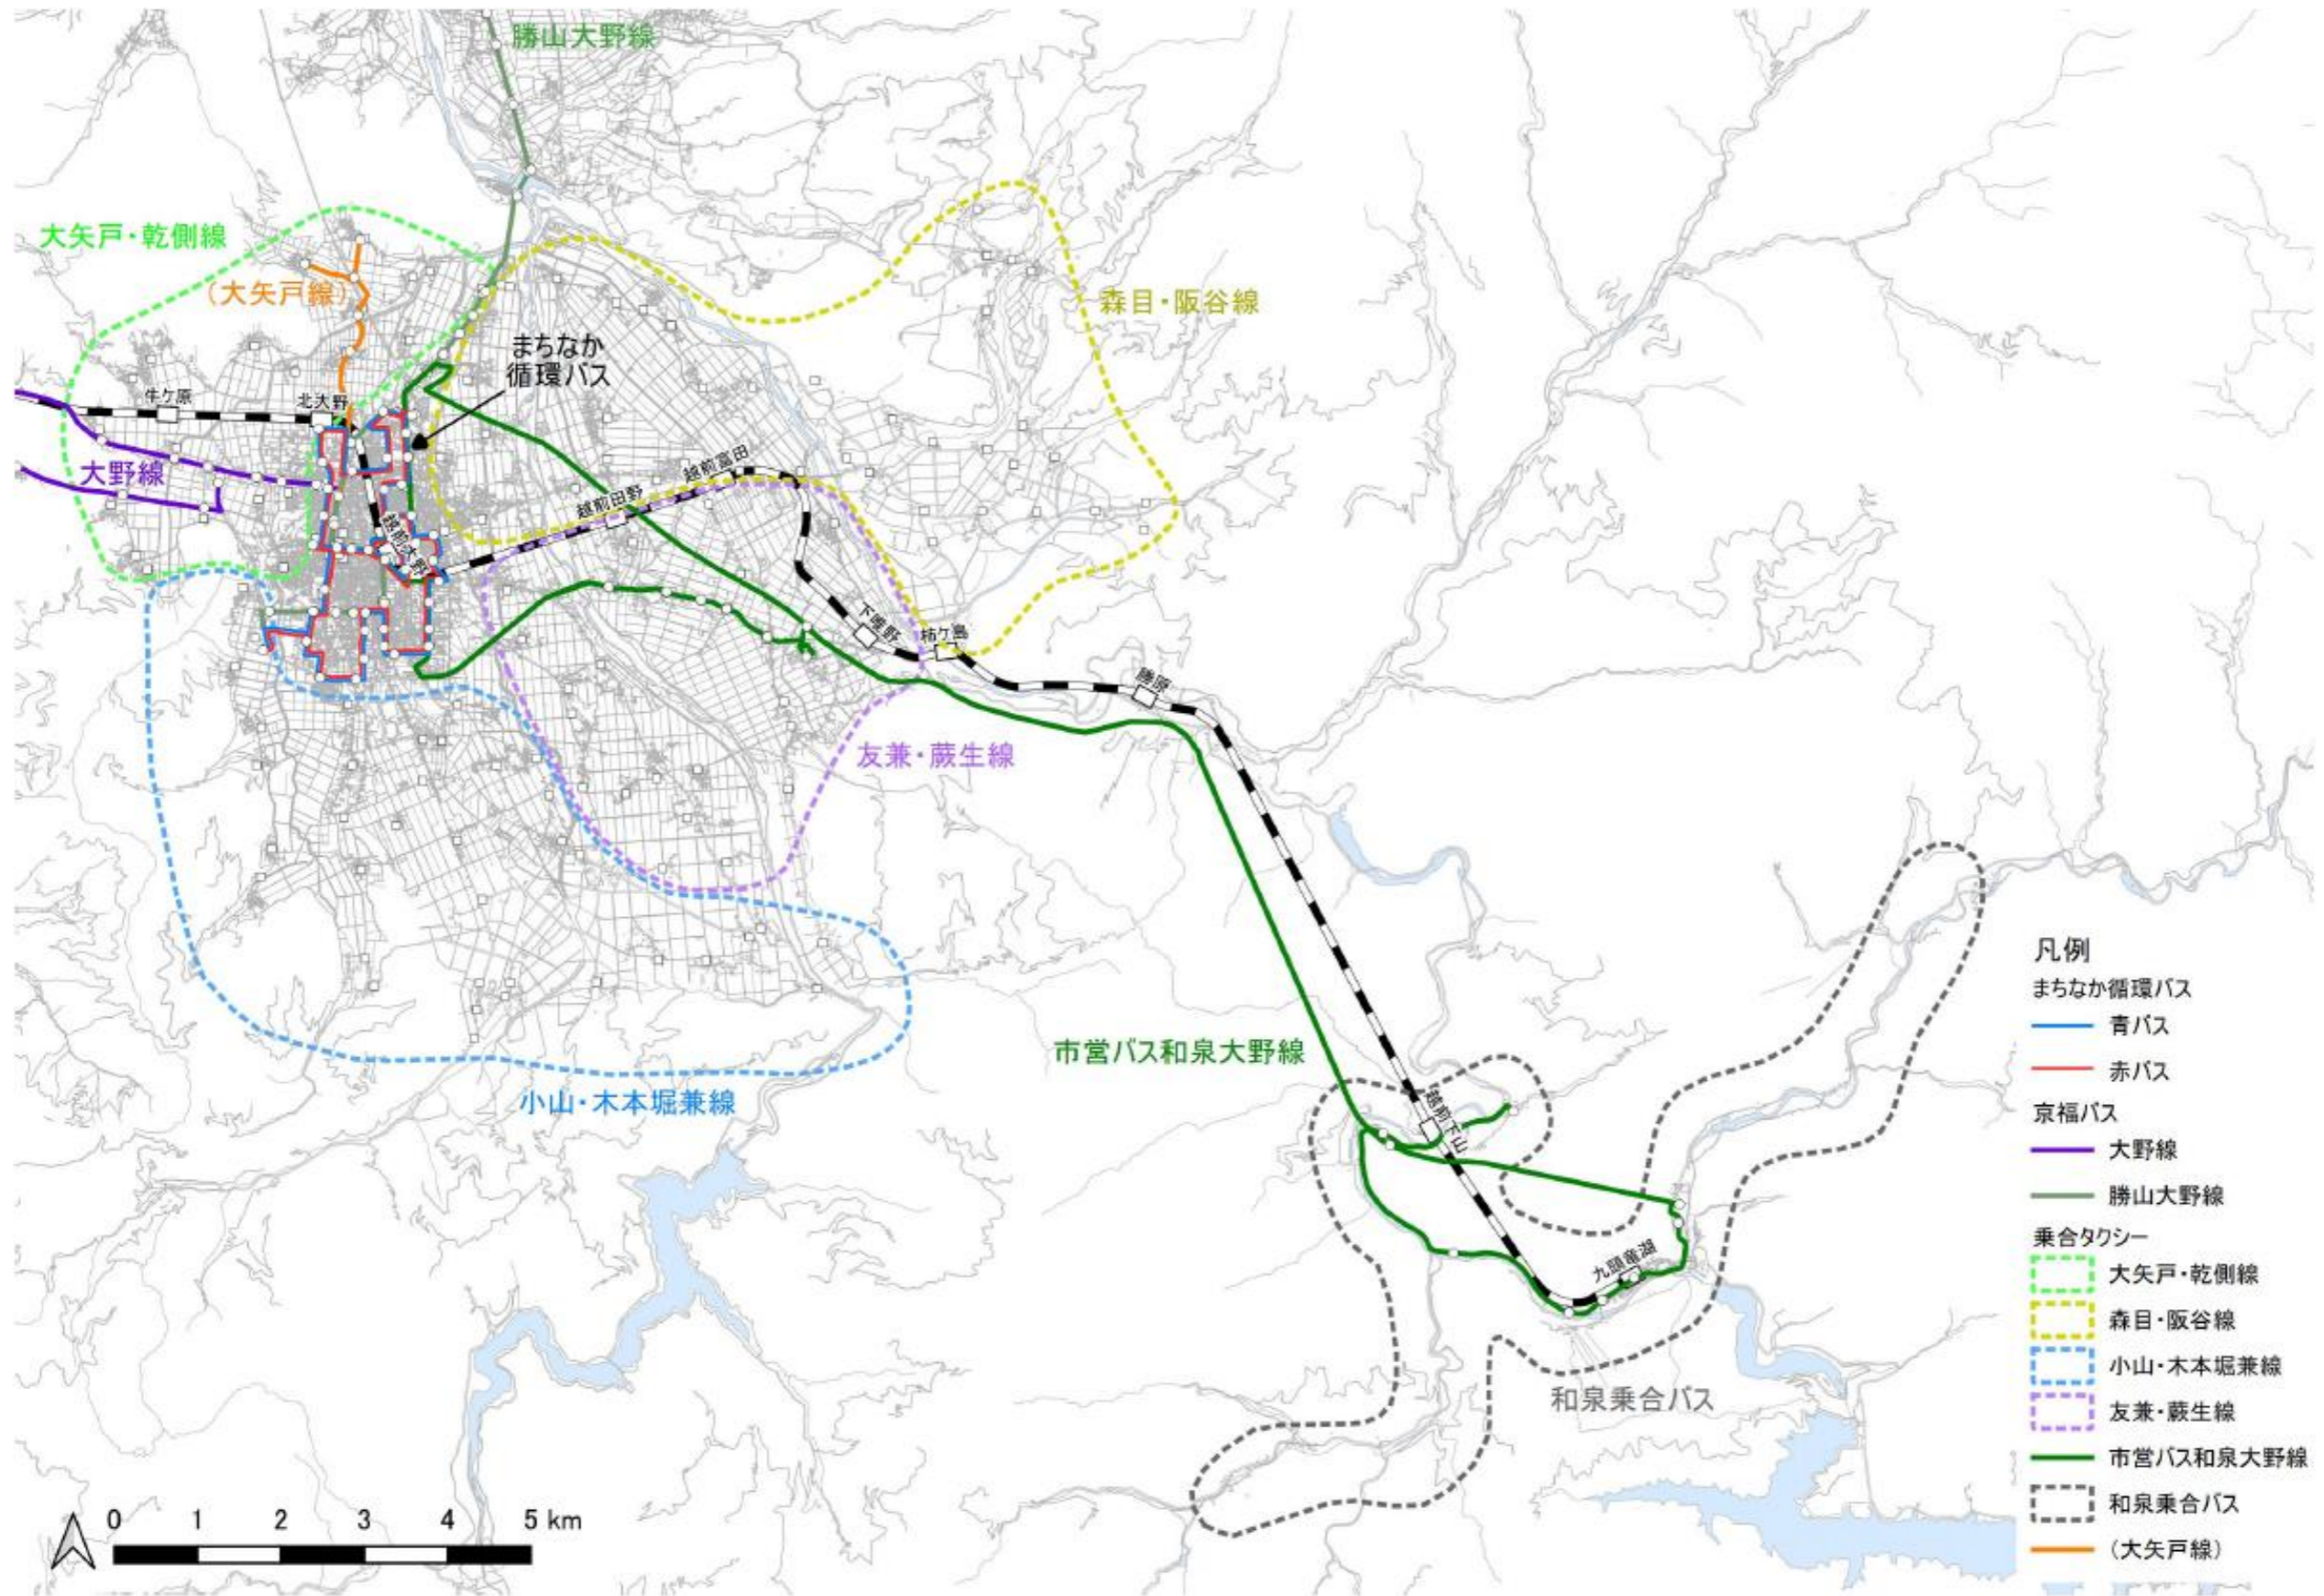 勝山大野線
大矢戸・乾側線
(大矢戸線)
森目・阪谷線
まちなか
循環バス
牛ケ原
北大野
大野線
越前富田
越前田野
越前大野
下唯野
柿ケ島
勝原
友兼・蕨生線
市営バス和泉大野線
小山・木本堀兼線
越前下山
九頭竜湖
和泉乗合バス
凡例
まちなか循環バス
青バス
赤バス
京福バス
大野線
勝山大野線
乗合タクシー
大矢戸・乾側線
森目・阪谷線
小山・木本堀兼線
友兼・蕨生線
市営バス和泉大野線
和泉乗合バス
(大矢戸線)
0 1 2 3 4 5 km